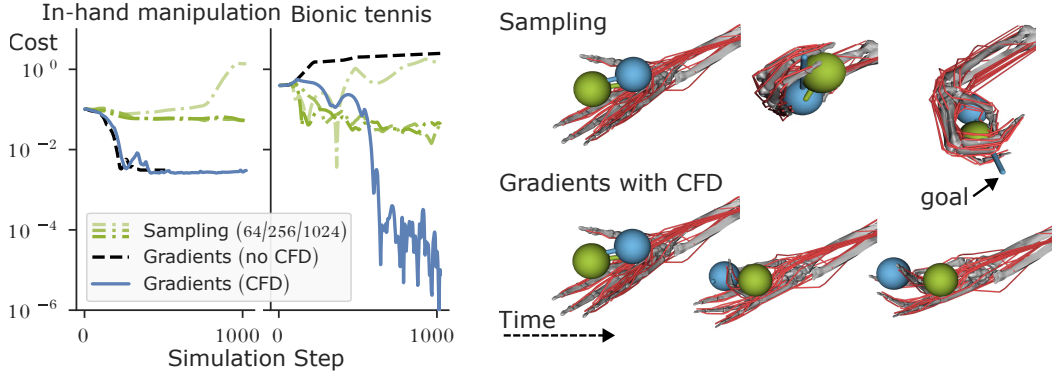 In-hand manipulation
Bionic tennis
Cost
10^0
10^-2
10^-4
10^-6
Sampling (64/256/1024)
Gradients (no CFD)
Gradients (CFD)
0
1000
0
1000
Simulation Step
Sampling
goal
Gradients with CFD
Time